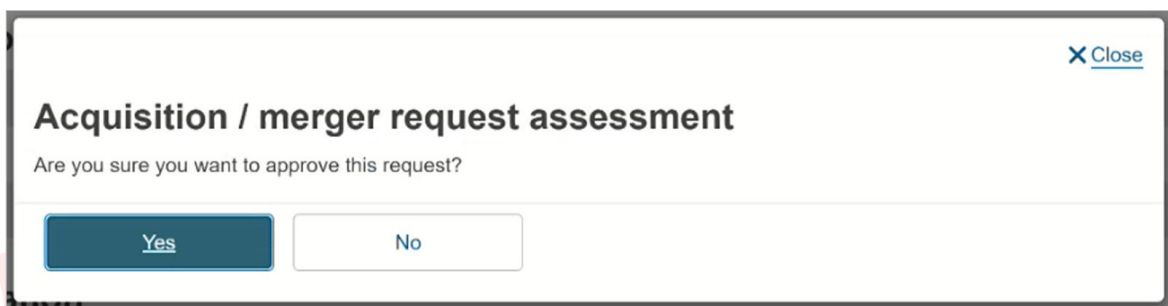 Close
Acquisition / merger request assessment
Are you sure you want to approve this request?
Yes
No